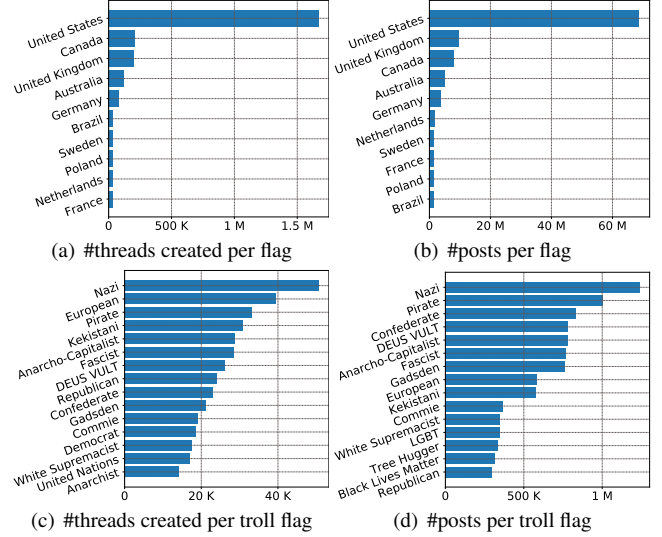 United States
Canada
United Kingdom
Australia
Germany
Brazil
Sweden
Poland
Netherlands
France
0
500 K
1 M
1.5 M
(a) #threads created per flag
United States
United Kingdom
Canada
Australia
Germany
Netherlands
Sweden
France
Poland
Brazil
0
20 M
40 M
60 M
(b) #posts per flag
Nazi
European
Pirate
Kekistani
Anarcho-Capitalist
Fascist
DEUS VULT
Republican
Confederate
Gadsden
Commie
Democrat
White Supremacist
United Nations
Anarchist
0
20 K
40 K
(c) #threads created per troll flag
Nazi
Pirate
Confederate
DEUS VULT
Anarcho-Capitalist
Fascist
Gadsden
European
Kekistani
Commie
White Supremacist
LGBT
Tree Hugger
Black Lives Matter
Republican
0
500 K
1 M
(d) #posts per troll flag